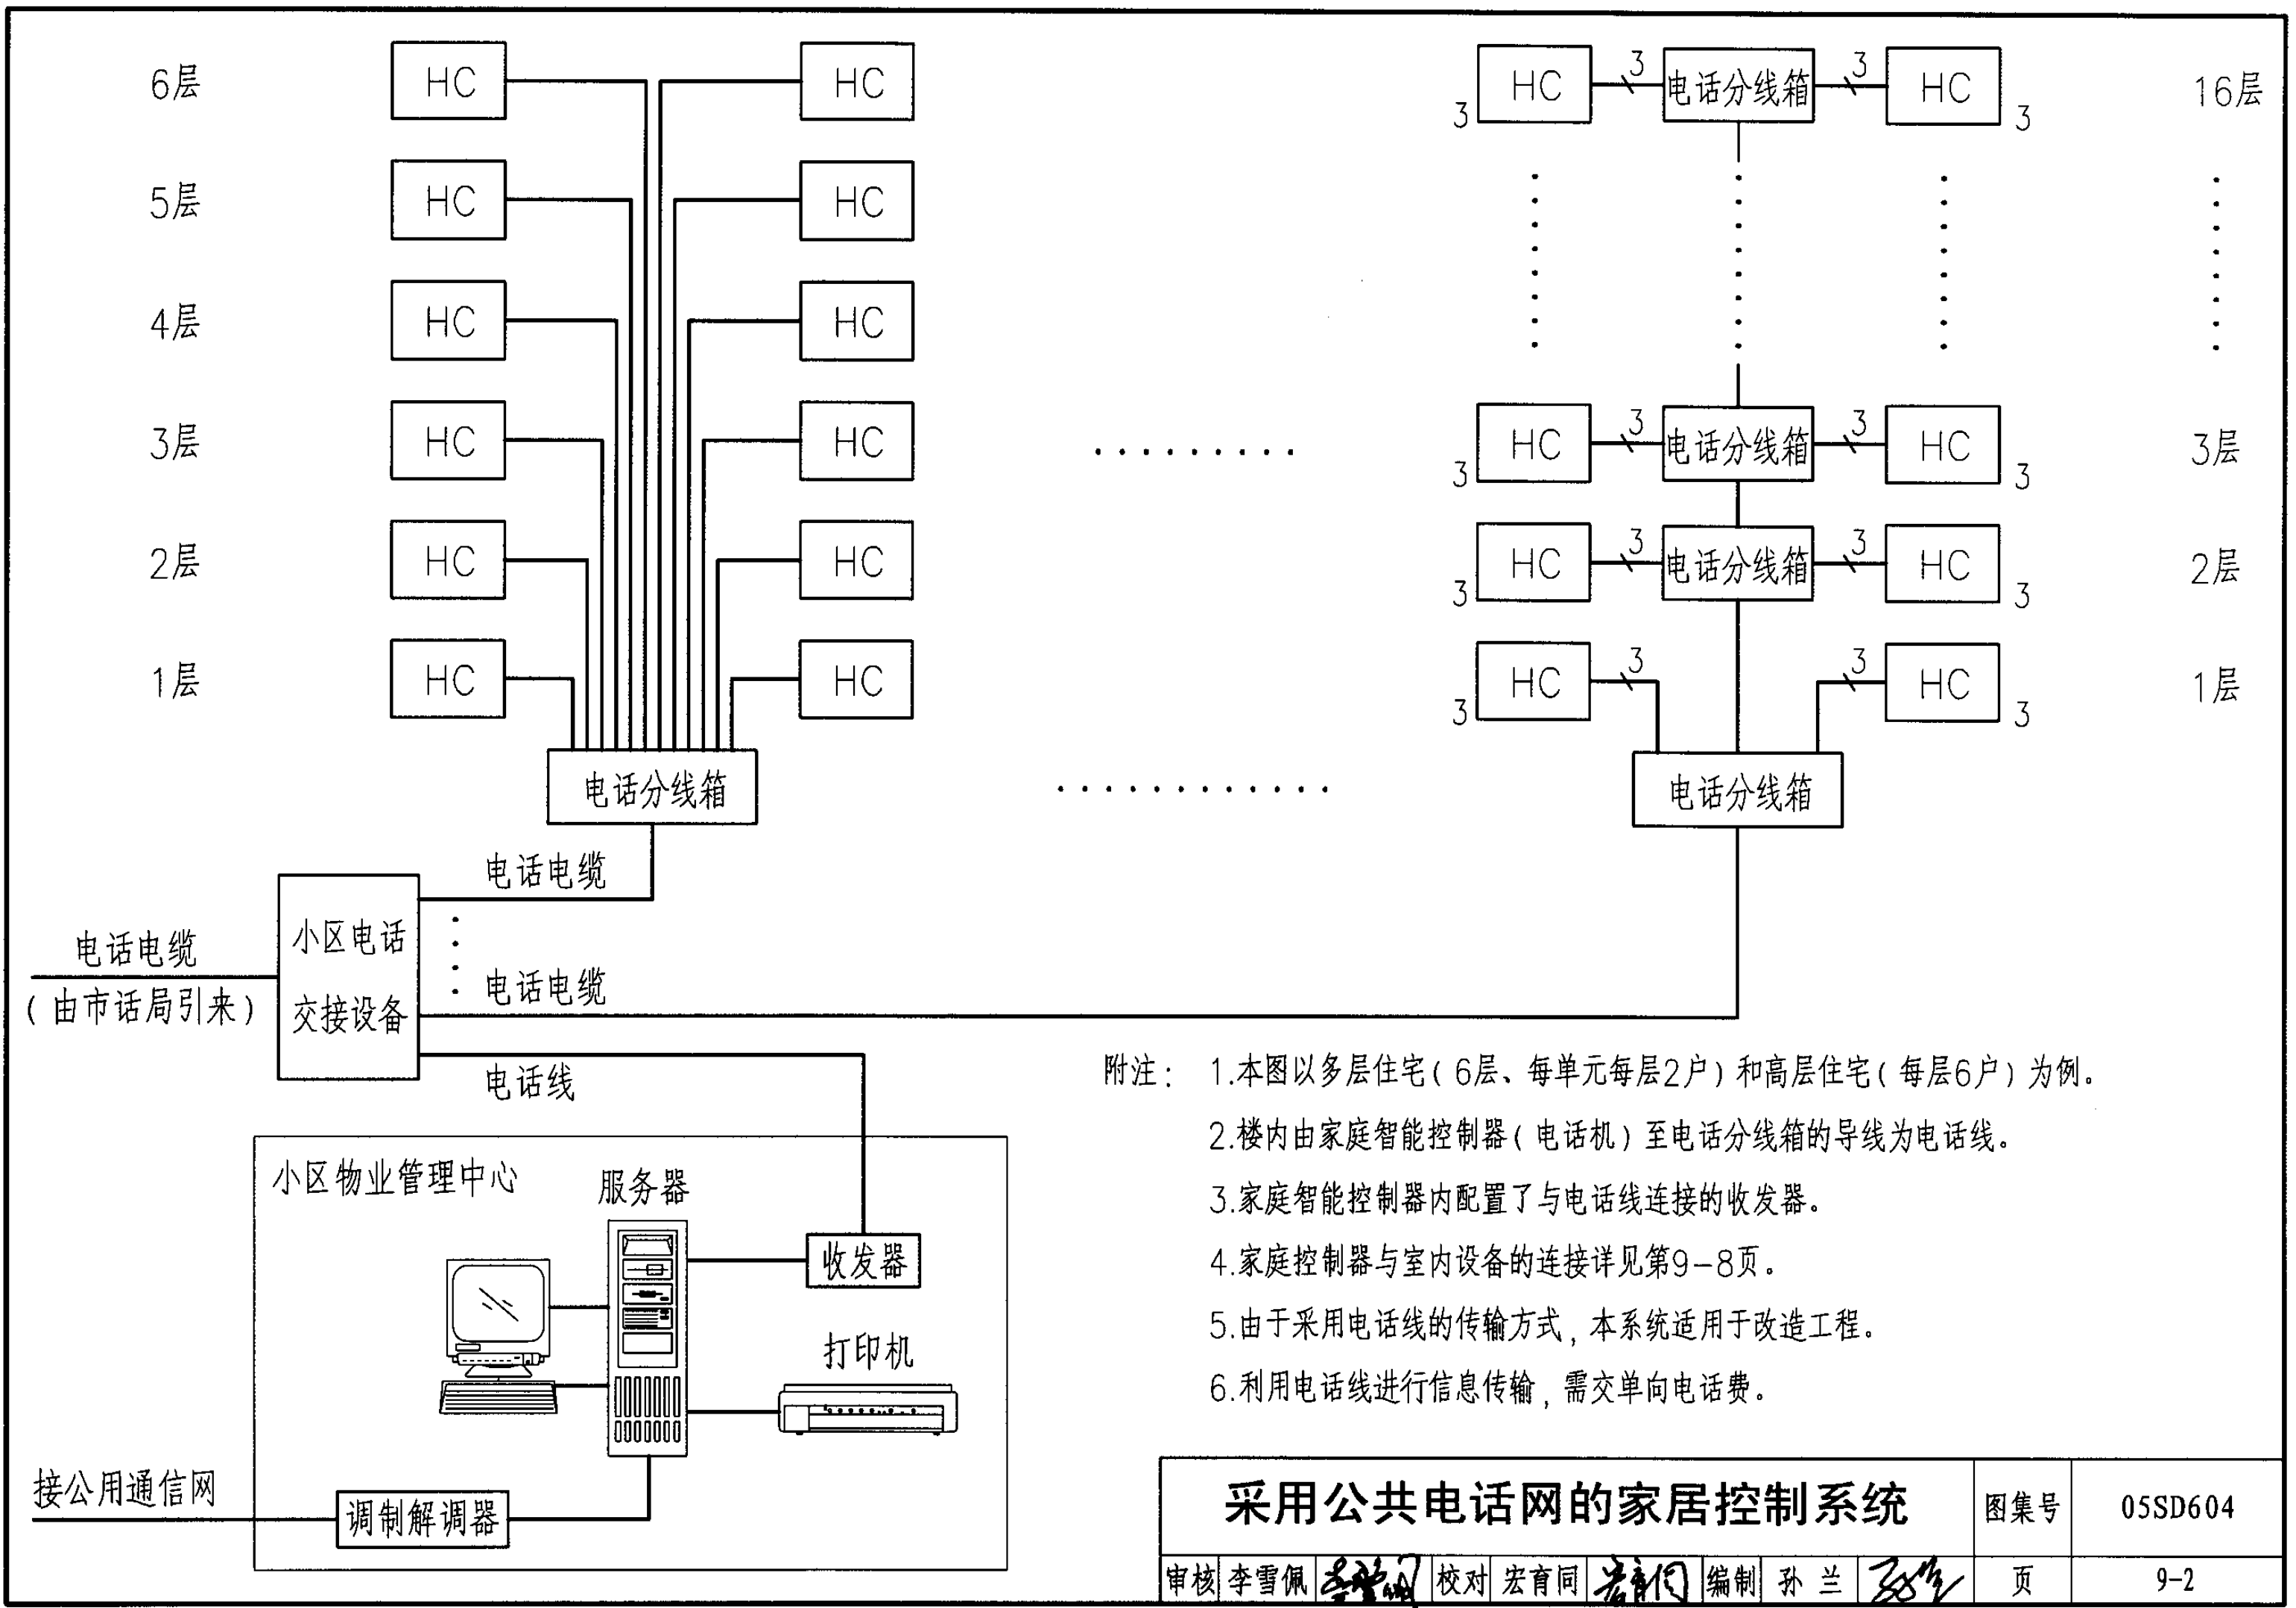 6层 HC HC HC 3 电话分线箱 3 HC 16层
3 3
5层 HC HC
4层 HC HC
3层 HC HC HC 3 电话分线箱 3 HC 3层
3 3
2层 HC HC HC 3 电话分线箱 3 HC 2层
3 3
1层 HC HC HC 3 3 HC 1层
3 3
电话分线箱 电话分线箱
电话电缆
小区电话
交接设备
电话电缆
(由市话局引来)
电话电缆
电话线
附注: 1.本图以多层住宅(6层、每单元每层2户)和高层住宅(每层6户)为例。
2.楼内由家庭智能控制器(电话机)至电话分线箱的导线为电话线。
3.家庭智能控制器内配置了与电话线连接的收发器。
4.家庭控制器与室内设备的连接详见第9-8页。
5.由于采用电话线的传输方式,本系统适用于改造工程。
6.利用电话线进行信息传输,需交单向电话费。
小区物业管理中心
服务器
收发器
打印机
接公用通信网
调制解调器
采用公共电话网的家居控制系统 图集号 05SD604
审核 李雪佩 校对 宏育同 编制 孙兰 页 9-2